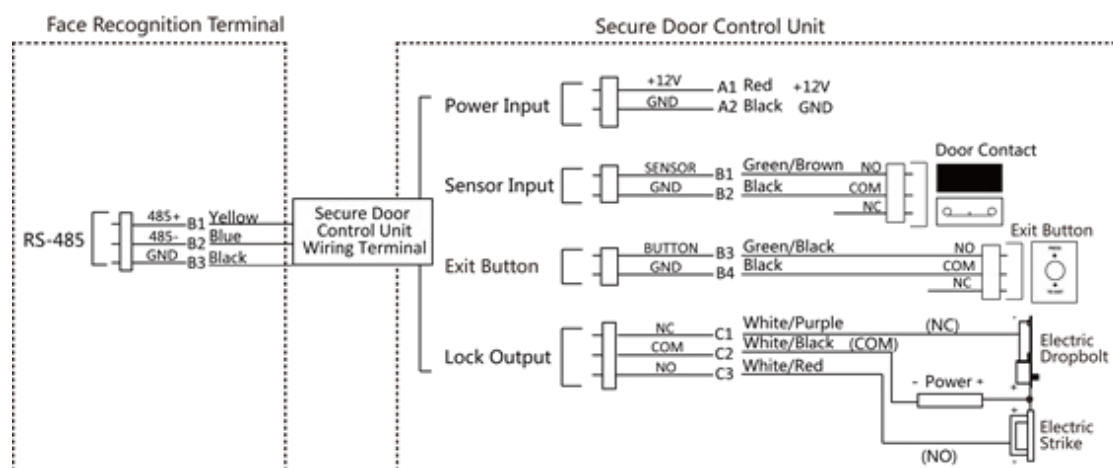 Face Recognition Terminal
Secure Door Control Unit
RS-485
485+ B1 Yellow
485- B2 Blue
GND B3 Black
Secure Door
Control Unit
Wiring Terminal
Power Input
+12V A1 Red +12V
GND A2 Black GND
Sensor Input
SENSOR B1 Green/Brown NO
GND B2 Black COM
NC
Door Contact
Exit Button
BUTTON B3 Green/Black NO
GND B4 Black COM
NC
Exit Button
Lock Output
NC C1 White/Purple (NC)
COM C2 White/Black (COM)
NO C3 White/Red
- Power +
(NO)
-
Electric
Dropbolt
+
+
Electric
Strike
-